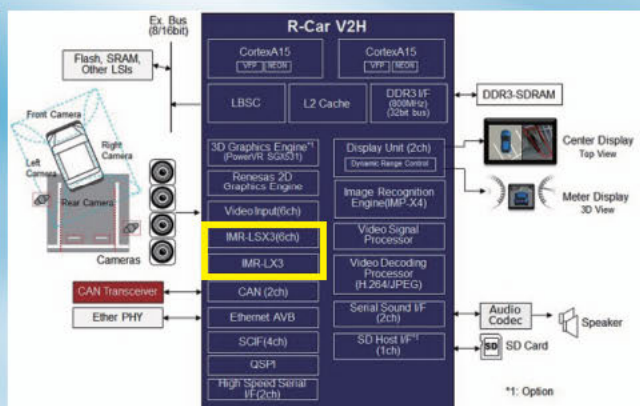 Ex. Bus
(8/16bit)
R-Car V2H
CortexA15
VFP
NEON
CortexA15
VFP
NEON
Flash, SRAM,
Other LSIs
LBSC
L2 Cache
DDR3 I/F
(800MHz)
(32bit bus)
DDR3-SDRAM
Front Camera
Right
Camera
Left
Camera
Rear Camera
Cameras
3D Graphics Engine*1
(PowerVR SGX531)
Renesas 2D
Graphics Engine
Video Input(6ch)
IMR-LSX3(6ch)
IMR-LX3
CAN (2ch)
Ethernet AVB
SCIF(4ch)
QSPI
High Speed Serial
I/F(2ch)
CAN Transceiver
Ether PHY
Display Unit (2ch)
Dynamic Range Control
Image Recognition
Engine(IMP-X4)
Video Signal
Processor
Video Decoding
Processor
(H.264/JPEG)
Serial Sound I/F
(2ch)
SD Host I/F*1
(1ch)
Center Display
Top View
Meter Display
3D View
Audio
Codec
Speaker
SD
SD Card
*1: Option